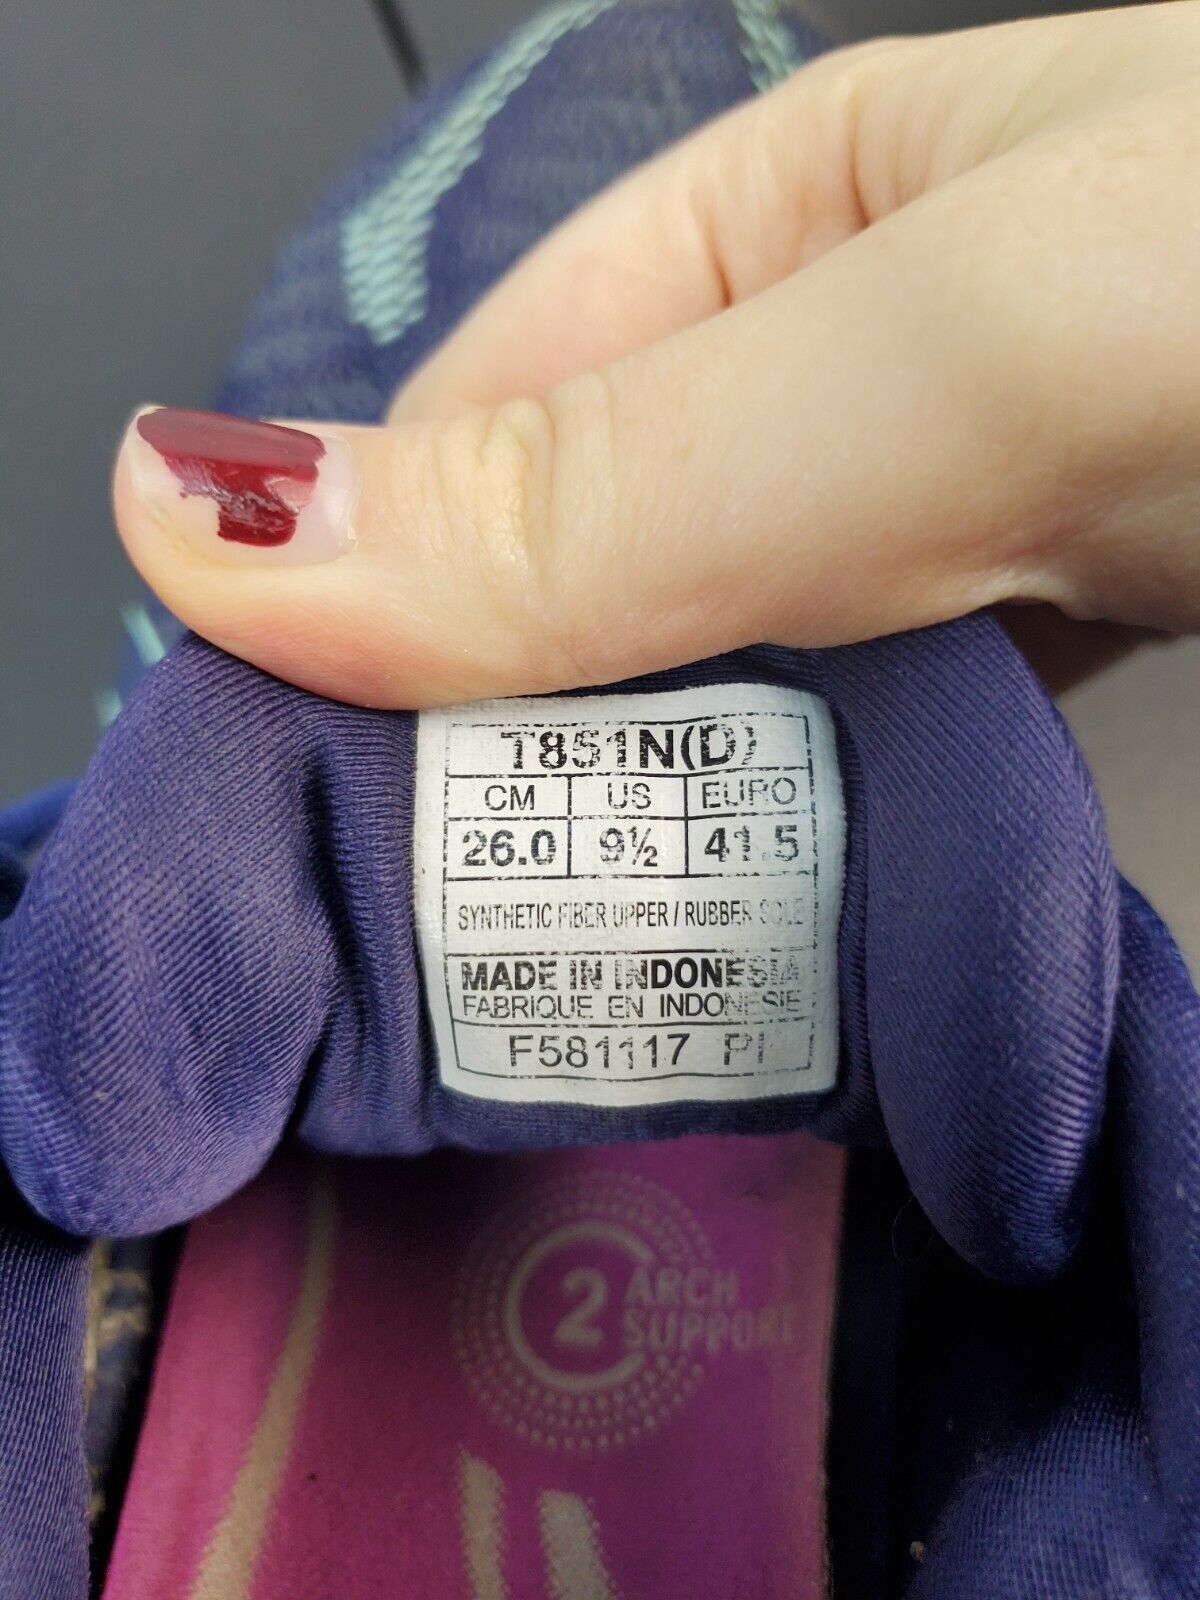 T851N(D)
CM US EURO
26.0 9½ 41.5
SYNTHETIC FIBER UPPER / RUBBER SOLE
MADE IN INDONESIA
FABRIQUE EN INDONESIE
F581117
2 ARCH
SUPPORT